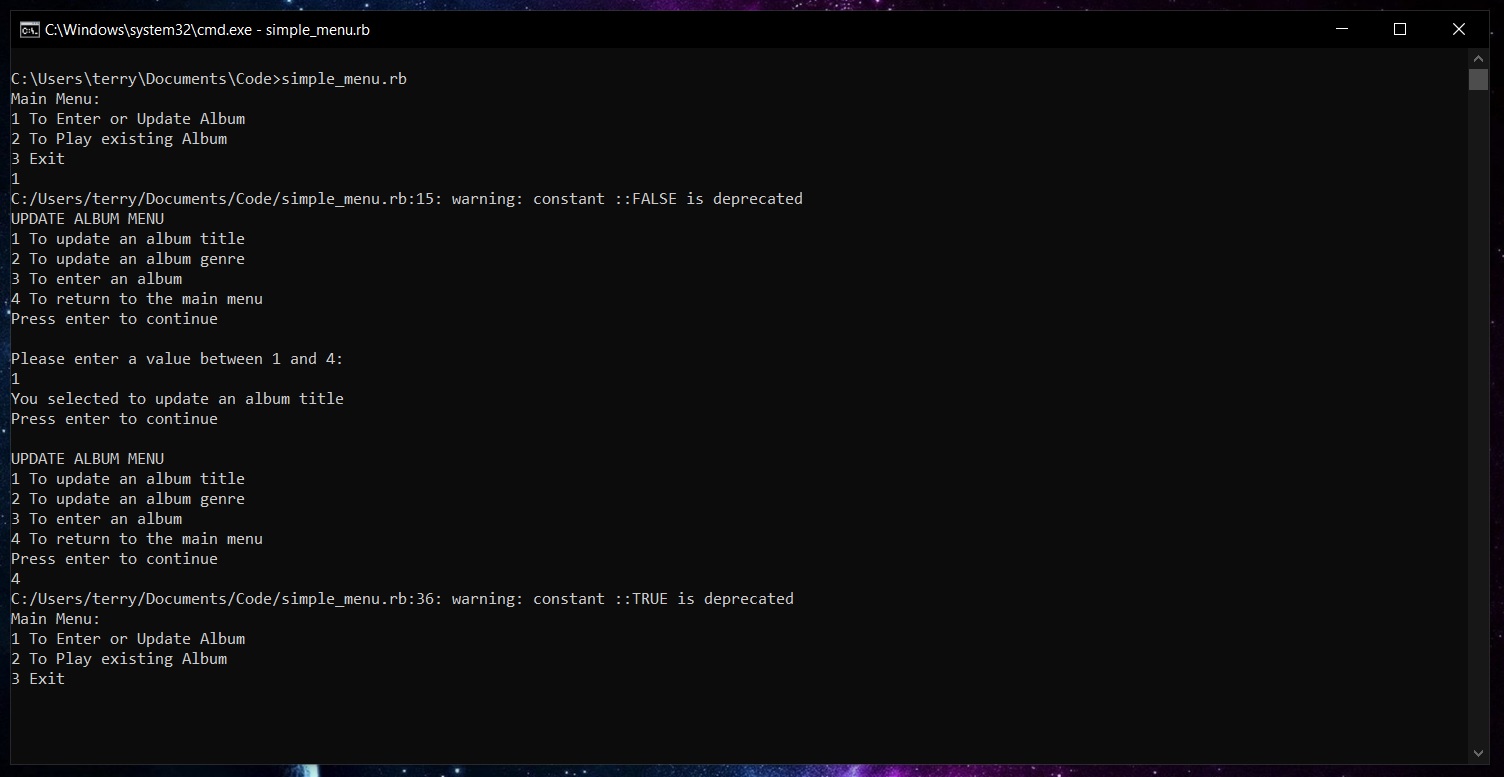 C:\Windows\system32\cmd.exe - simple_menu.rb
C:\Users\terry\Documents\Code>simple_menu.rb
Main Menu:
1 To Enter or Update Album
2 To Play existing Album
3 Exit
1
C:/Users/terry/Documents/Code/simple_menu.rb:15: warning: constant ::FALSE is deprecated
UPDATE ALBUM MENU
1 To update an album title
2 To update an album genre
3 To enter an album
4 To return to the main menu
Press enter to continue
Please enter a value between 1 and 4:
1
You selected to update an album title
Press enter to continue
UPDATE ALBUM MENU
1 To update an album title
2 To update an album genre
3 To enter an album
4 To return to the main menu
Press enter to continue
4
C:/Users/terry/Documents/Code/simple_menu.rb:36: warning: constant ::TRUE is deprecated
Main Menu:
1 To Enter or Update Album
2 To Play existing Album
3 Exit